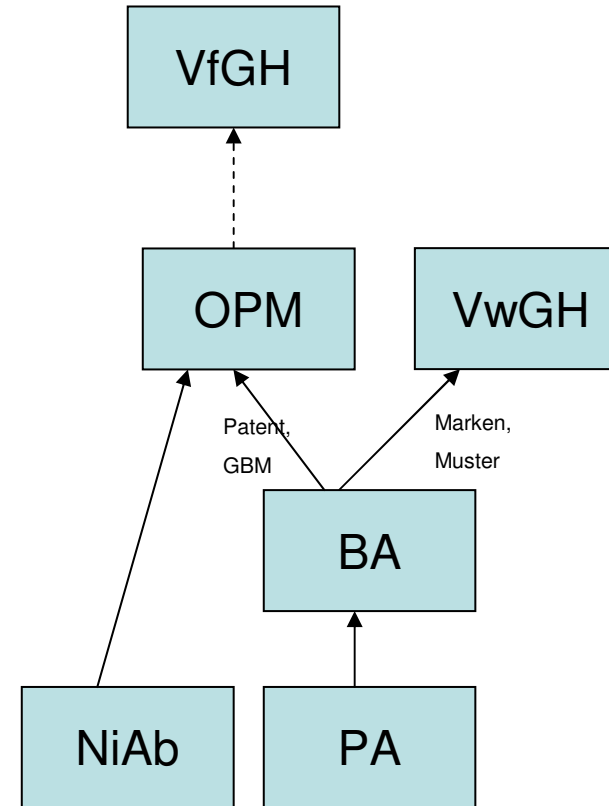 VfGH
OPM
VwGH
Patent,
GBM
Marken,
Muster
BA
NiAb
PA